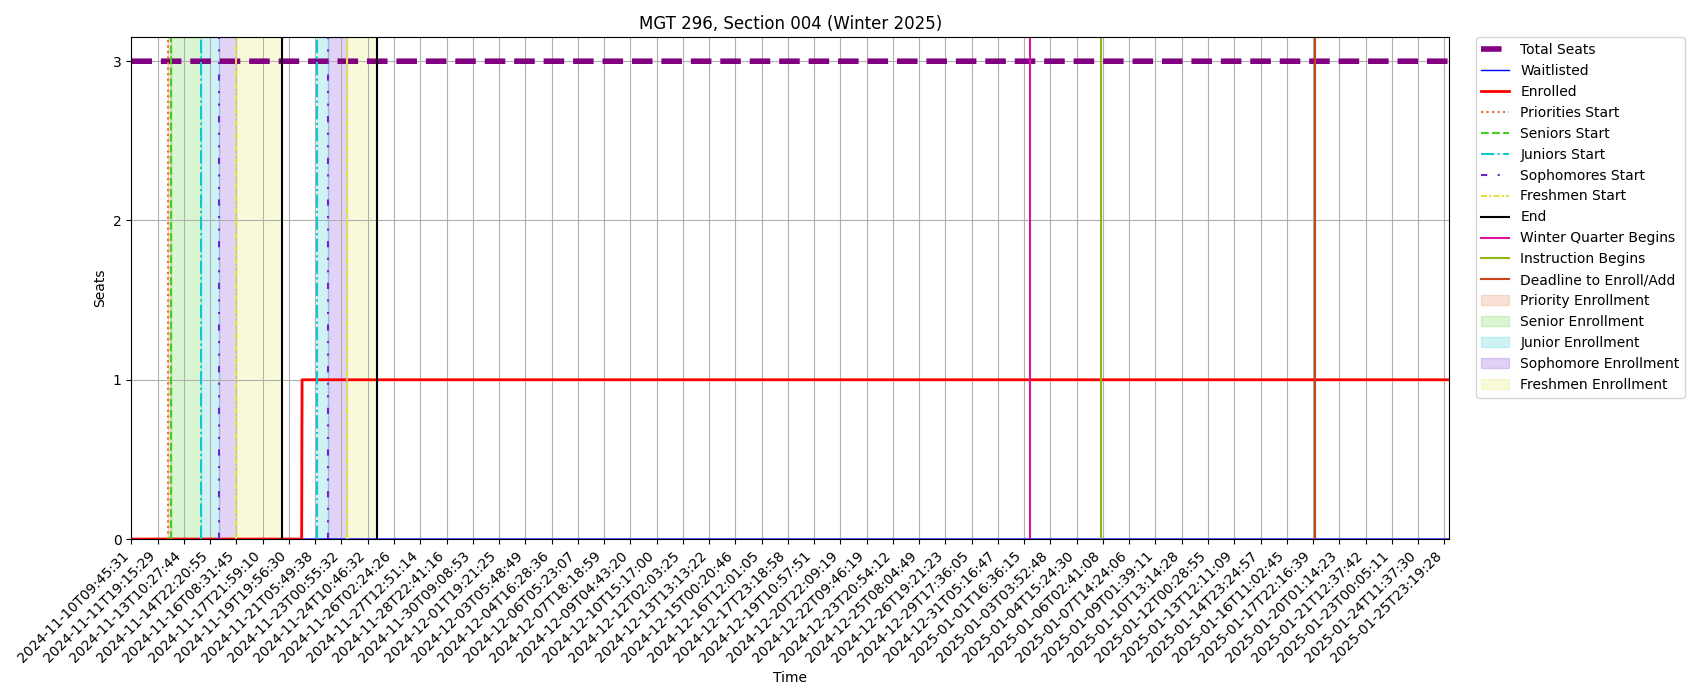 MGT 296, Section 004 (Winter 2025)
Seats
3
2
1
0
2024-11-10T09:45:31
2024-11-11T19:15:29
2024-11-13T10:27:44
2024-11-14T22:20:55
2024-11-16T08:31:45
2024-11-17T21:59:10
2024-11-19T19:56:30
2024-11-21T05:49:38
2024-11-23T00:55:32
2024-11-24T10:46:32
2024-11-26T02:24:26
2024-11-27T12:51:14
2024-11-28T22:41:16
2024-11-30T09:08:53
2024-12-01T19:21:25
2024-12-03T05:48:49
2024-12-04T16:28:36
2024-12-06T05:23:07
2024-12-07T18:18:59
2024-12-09T04:43:20
2024-12-10T15:17:00
2024-12-12T02:03:25
2024-12-13T13:13:22
2024-12-15T00:20:46
2024-12-16T12:01:05
2024-12-17T23:18:58
2024-12-19T10:57:51
2024-12-20T22:09:19
2024-12-22T09:46:19
2024-12-23T20:54:12
2024-12-25T08:04:49
2024-12-26T19:21:23
2024-12-29T17:36:05
2024-12-31T05:16:47
2025-01-01T16:36:15
2025-01-03T03:52:48
2025-01-04T15:24:30
2025-01-06T02:41:08
2025-01-07T14:24:06
2025-01-09T01:39:11
2025-01-10T13:14:28
2025-01-12T00:28:55
2025-01-13T12:11:09
2025-01-14T23:24:57
2025-01-16T11:02:45
2025-01-17T22:16:39
2025-01-20T01:14:23
2025-01-21T12:37:42
2025-01-23T00:05:11
2025-01-24T11:37:30
2025-01-25T23:19:28
Time
Total Seats
Waitlisted
Enrolled
Priorities Start
Seniors Start
Juniors Start
Sophomores Start
Freshmen Start
End
Winter Quarter Begins
Instruction Begins
Deadline to Enroll/Add
Priority Enrollment
Senior Enrollment
Junior Enrollment
Sophomore Enrollment
Freshmen Enrollment